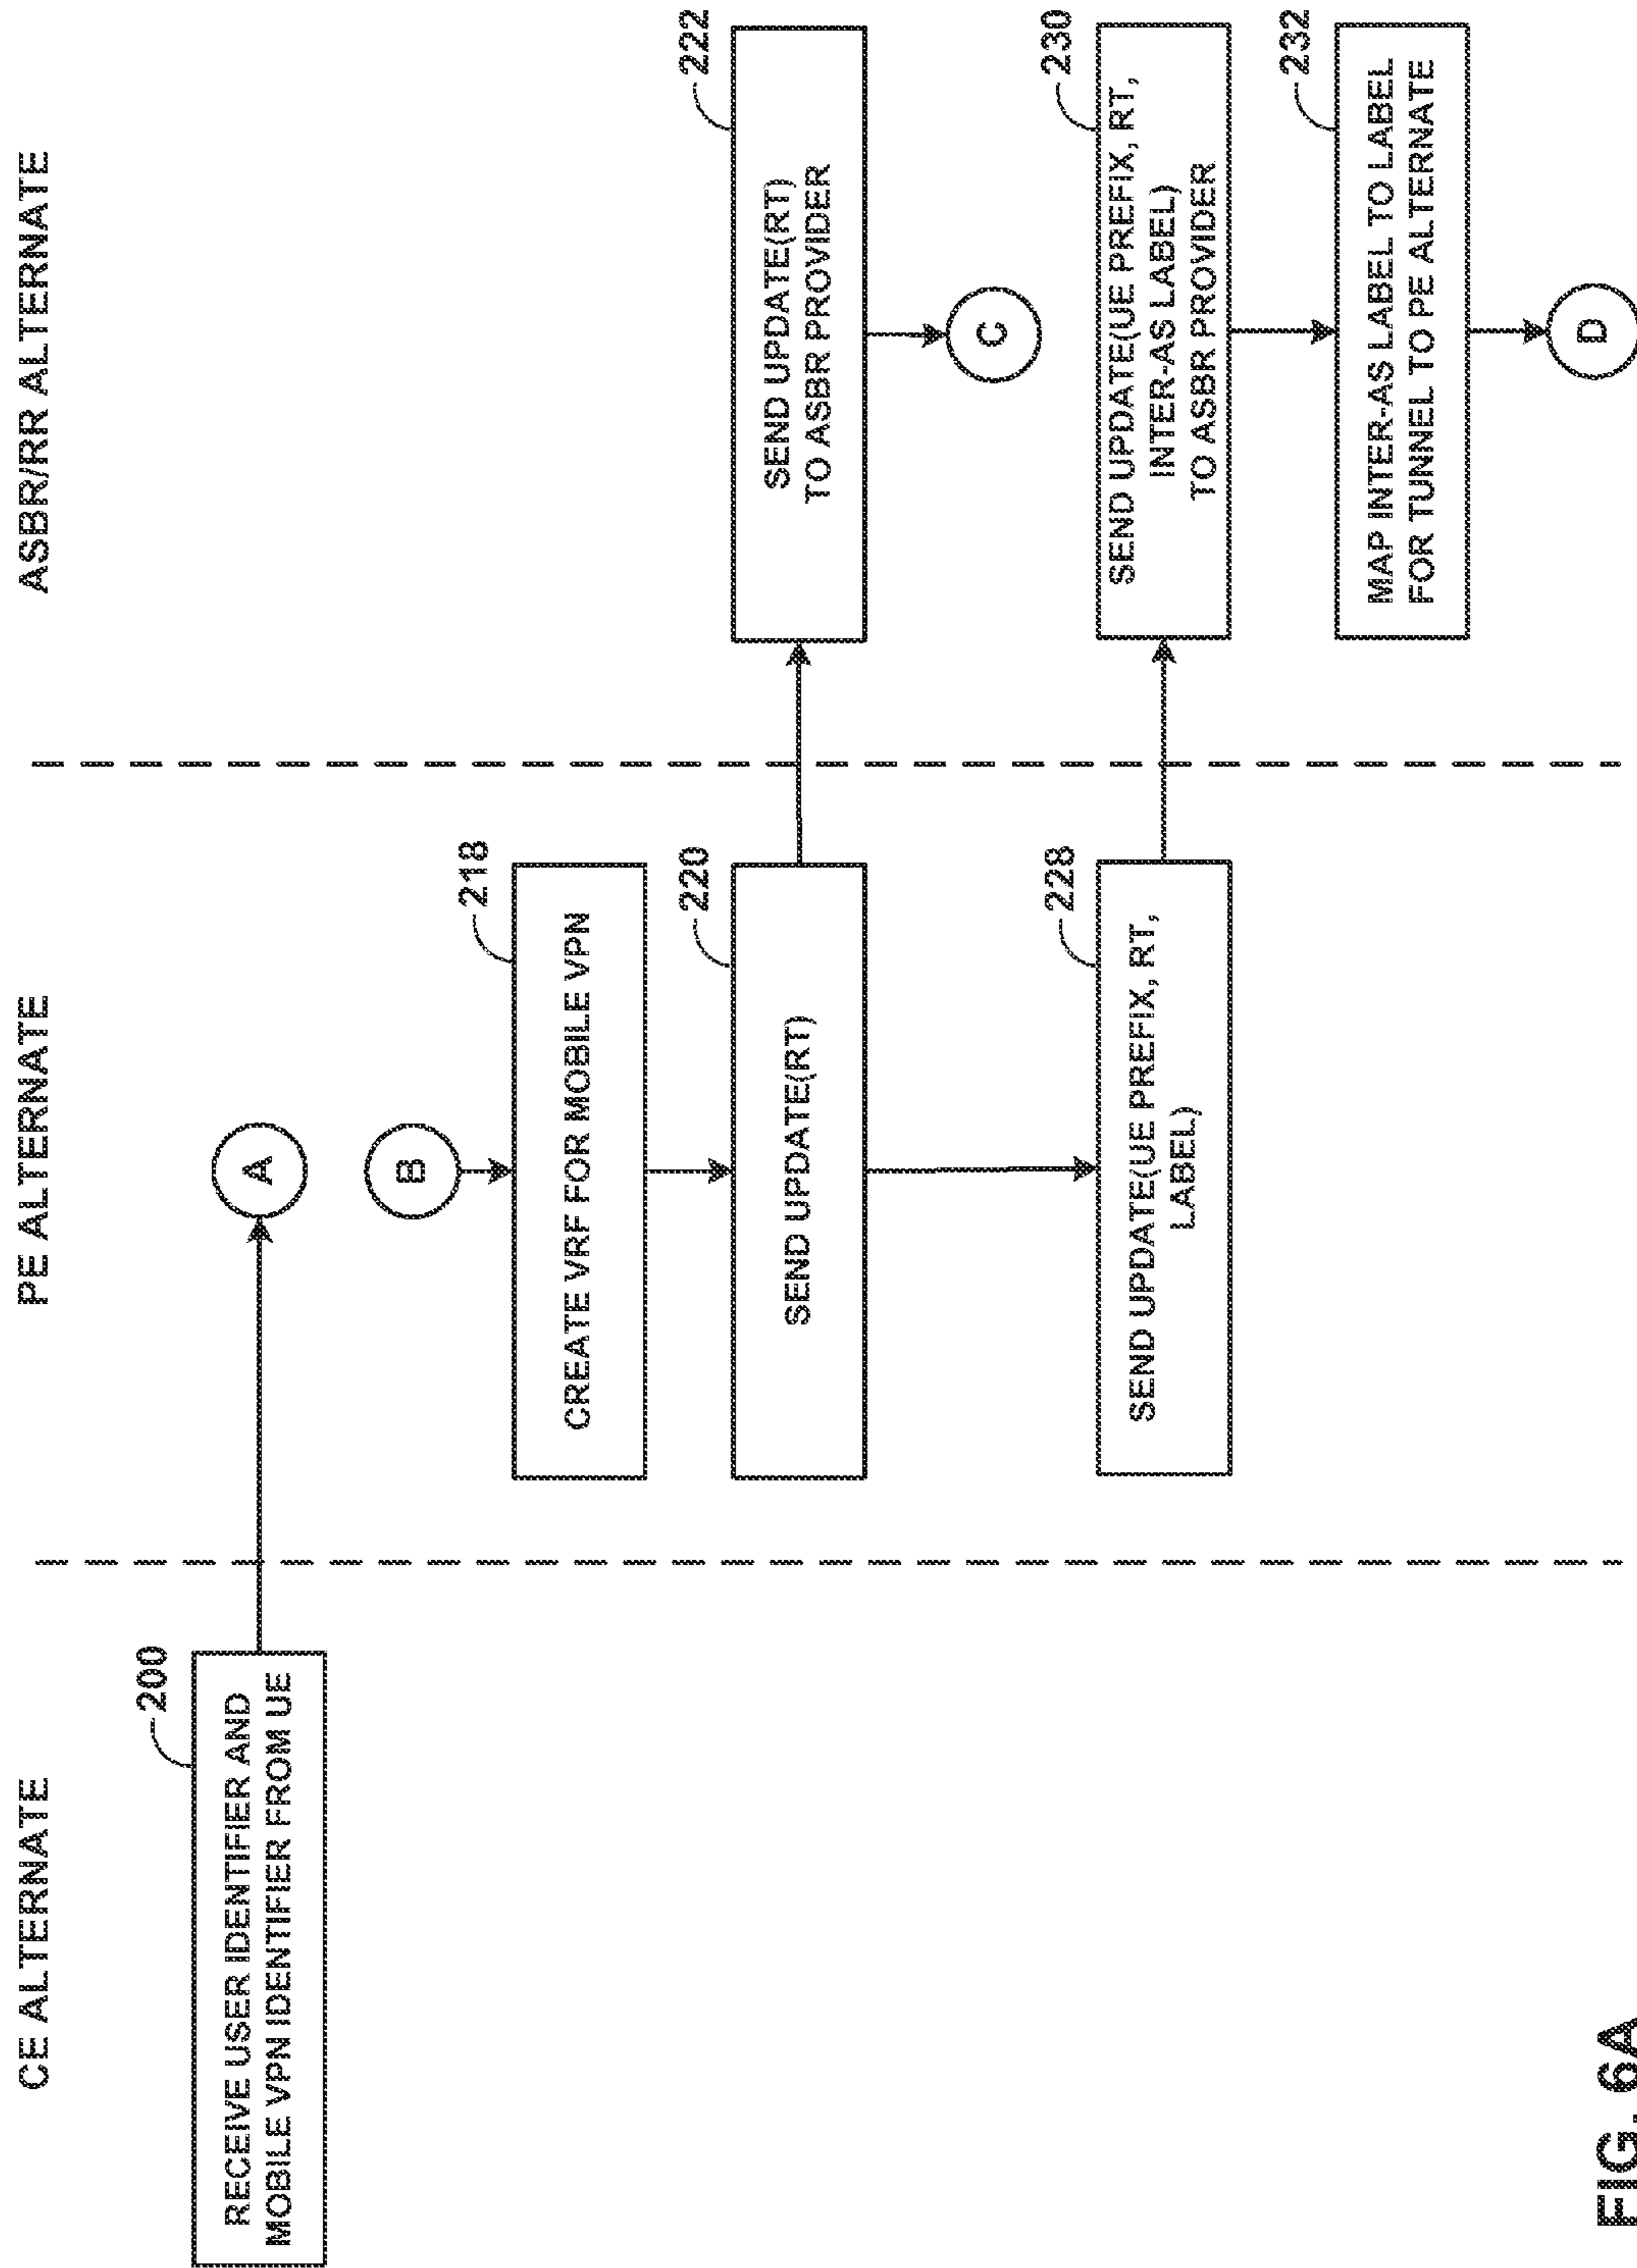 CE ALTERNATE
PE ALTERNATE
ASBR/RR ALTERNATE
200
RECEIVE USER IDENTIFIER AND
MOBILE VPN IDENTIFIER FROM UE
A
B
218
CREATE VRF FOR MOBILE VPN
220
SEND UPDATE(RT)
222
SEND UPDATE(RT)
TO ASBR PROVIDER
C
228
SEND UPDATE(UE PREFIX, RT,
LABEL)
230
SEND UPDATE(UE PREFIX, RT,
INTER-AS LABEL)
TO ASBR PROVIDER
232
MAP INTER-AS LABEL TO LABEL
FOR TUNNEL TO PE ALTERNATE
D
FIG. 6A